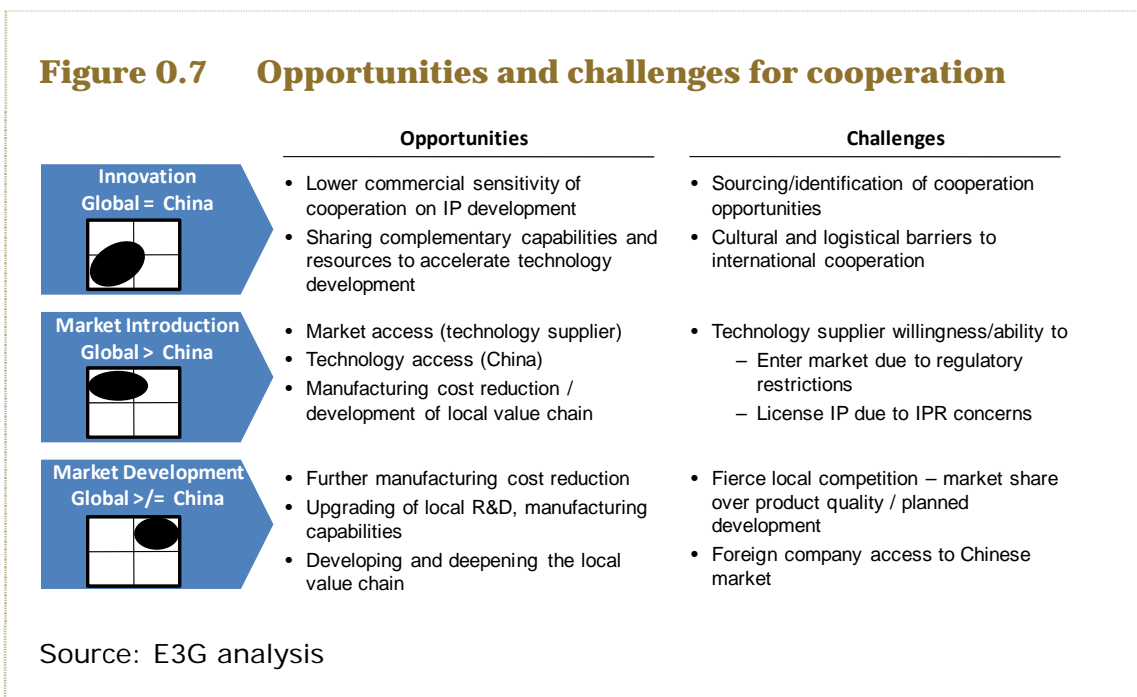 Figure 0.7 Opportunities and challenges for cooperation
Opportunities
Challenges
Innovation
Global = China
• Lower commercial sensitivity of
cooperation on IP development
• Sharing complementary capabilities and
resources to accelerate technology
development
• Sourcing/identification of cooperation
opportunities
• Cultural and logistical barriers to
international cooperation
Market Introduction
Global > China
• Market access (technology supplier)
• Technology access (China)
• Manufacturing cost reduction /
development of local value chain
• Technology supplier willingness/ability to
– Enter market due to regulatory
restrictions
– License IP due to IPR concerns
Market Development
Global >/= China
• Further manufacturing cost reduction
• Upgrading of local R&D, manufacturing
capabilities
• Developing and deepening the local
value chain
• Fierce local competition – market share
over product quality / planned
development
• Foreign company access to Chinese
market
Source: E3G analysis